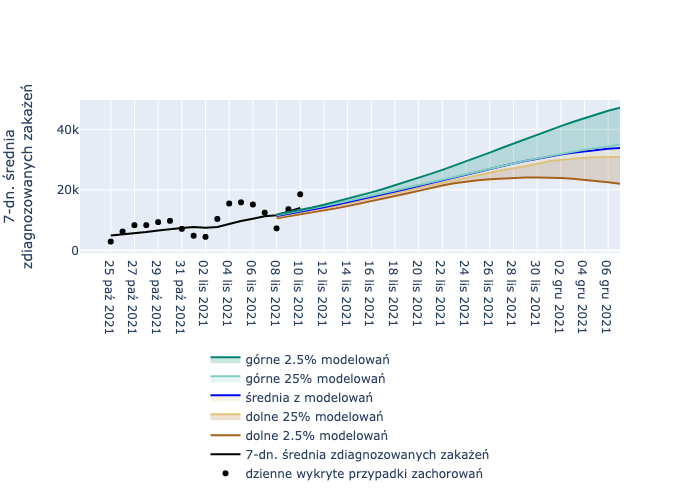 7-dn. średnia
zdiagnozowanych zakażeń
40k
20k
0
25 paź 2021
27 paź 2021
29 paź 2021
31 paź 2021
02 lis 2021
04 lis 2021
06 lis 2021
08 lis 2021
10 lis 2021
12 lis 2021
14 lis 2021
16 lis 2021
18 lis 2021
20 lis 2021
22 lis 2021
24 lis 2021
26 lis 2021
28 lis 2021
30 lis 2021
02 gru 2021
04 gru 2021
06 gru 2021
górne 2.5% modelowań
górne 25% modelowań
średnia z modelowań
dolne 25% modelowań
dolne 2.5% modelowań
7-dn. średnia zdiagnozowanych zakażeń
dzienne wykryte przypadki zachorowań